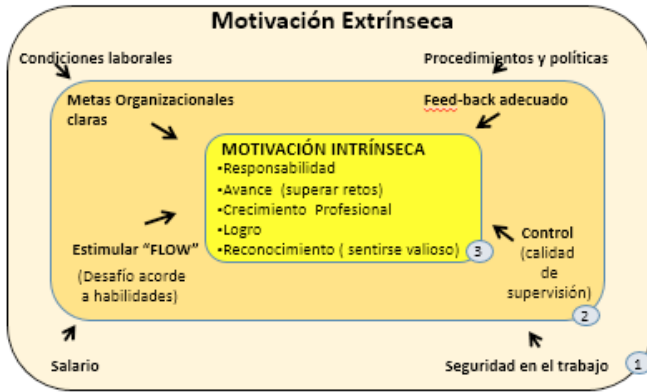 Motivación Extrínseca
Condiciones laborales
Procedimientos y políticas
Metas Organizacionales
claras
Feed-back adecuado
MOTIVACIÓN INTRÍNSECA
•Responsabilidad
•Avance (superar retos)
•Crecimiento Profesional
•Logro
•Reconocimiento ( sentirse valioso)
3
Estimular “FLOW”
(Desafío acorde
a habilidades)
Control
(calidad
de
supervisión)
2
Salario
Seguridad en el trabajo
1